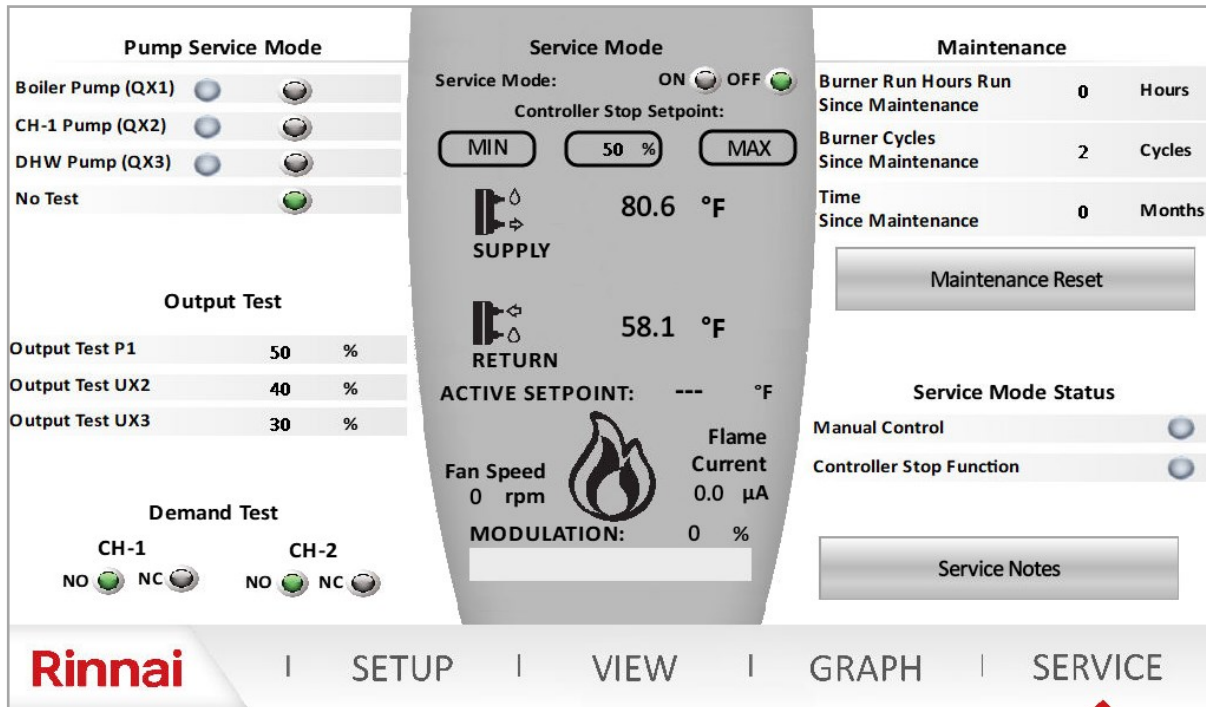 Pump Service Mode
Boiler Pump (QX1)
CH-1 Pump (QX2)
DHW Pump (QX3)
No Test
Output Test
Output Test P1 50 %
Output Test UX2 40 %
Output Test UX3 30 %
Demand Test
CH-1 CH-2
NO NC NO NC
Service Mode
Service Mode: ON OFF
Controller Stop Setpoint:
MIN 50 % MAX
80.6 °F
SUPPLY
58.1 °F
RETURN
ACTIVE SETPOINT: --- °F
Fan Speed
0 rpm
Flame
Current
0.0 µA
MODULATION: 0 %
Maintenance
Burner Run Hours Run
Since Maintenance 0 Hours
Burner Cycles
Since Maintenance 2 Cycles
Time
Since Maintenance 0 Months
Maintenance Reset
Service Mode Status
Manual Control
Controller Stop Function
Service Notes
Rinnai | SETUP | VIEW | GRAPH | SERVICE